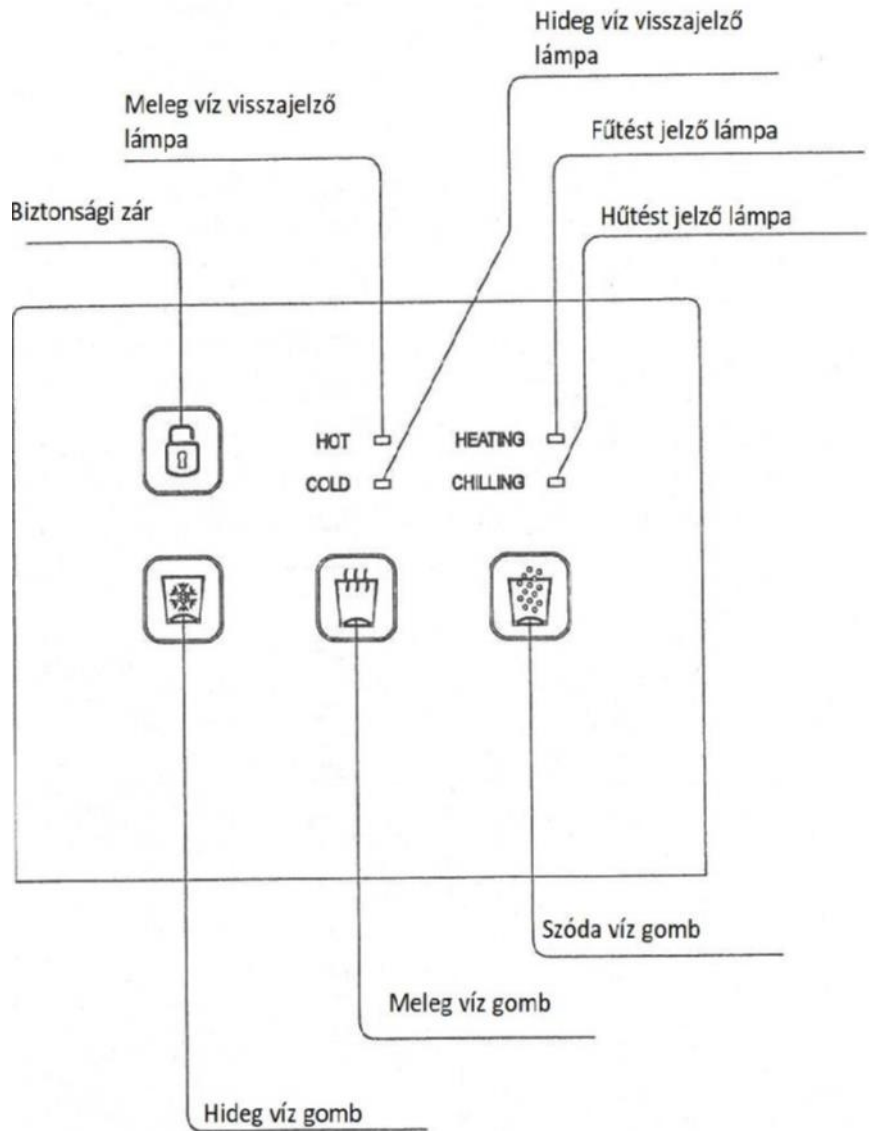 Hideg víz visszajelző
lámpa
Meleg víz visszajelző
lámpa
Fűtést jelző lámpa
Biztonsági zár
Hűtést jelző lámpa
HOT
HEATING
COLD
CHILLING
Szóda víz gomb
Meleg víz gomb
Hideg víz gomb